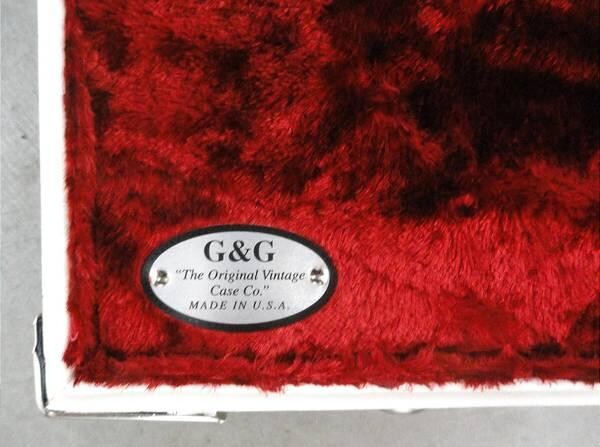 G&G
"The Original Vintage
Case Co."
MADE IN U.S.A.